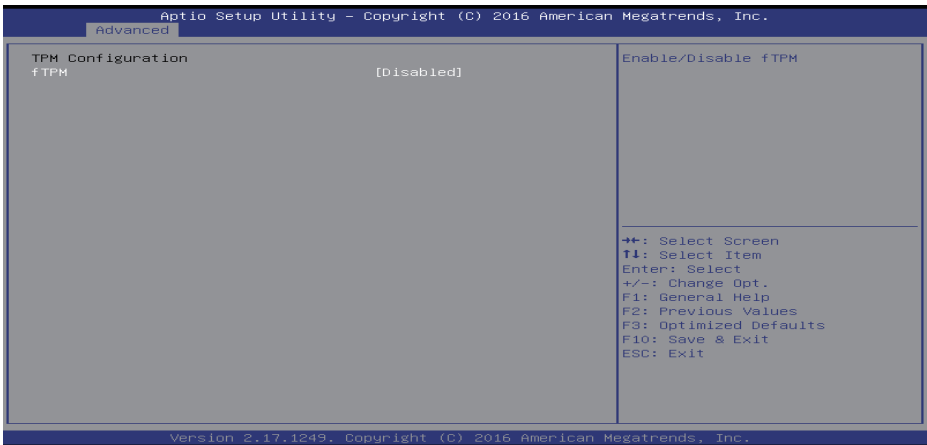 Aptio Setup Utility – Copyright (C) 2016 American Megatrends, Inc.
Advanced
TPM Configuration
fTPM [Disabled]
Enable/Disable fTPM
→←: Select Screen
↑↓: Select Item
Enter: Select
+/-: Change Opt.
F1: General Help
F2: Previous Values
F3: Optimized Defaults
F10: Save & Exit
ESC: Exit
Version 2.17.1249. Copyright (C) 2016 American Megatrends, Inc.